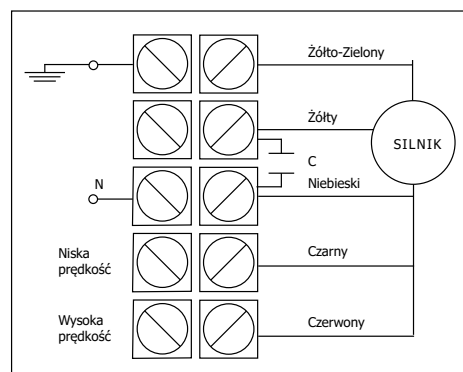 Żółto-Zielony
Żółty
SILNIK
C
N
Niebieski
Niska
prędkość
Czarny
Wysoka
prędkość
Czerwony